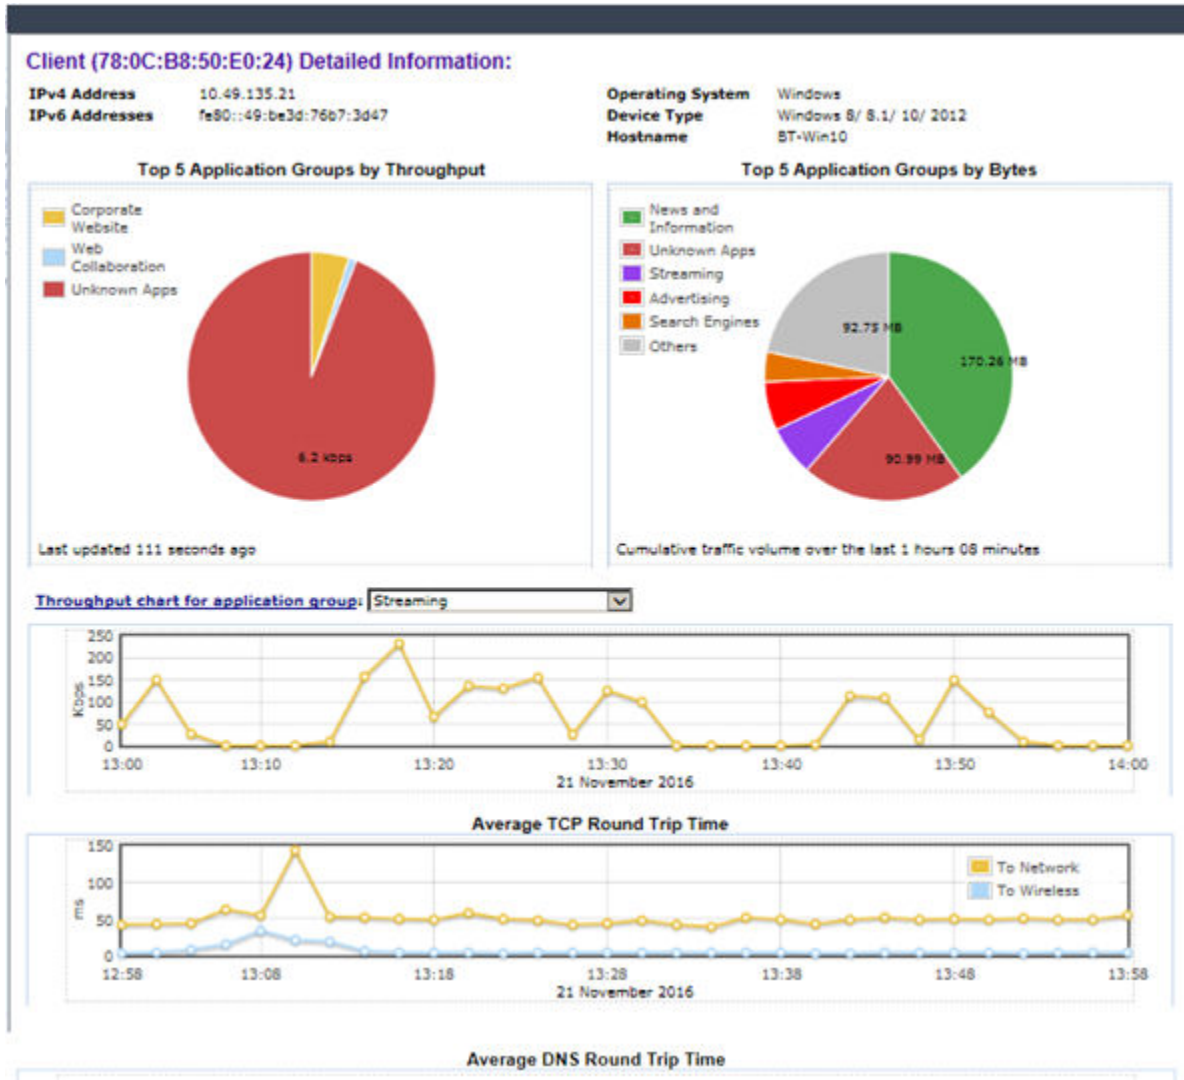 Client (78:0C:B8:50:E0:24) Detailed Information:
IPv4 Address 10.49.135.21
IPv6 Addresses fe80::49:be3d:76b7:3d47
Operating System Windows
Device Type Windows 8/ 8.1/ 10/ 2012
Hostname BT-Win10
Top 5 Application Groups by Throughput
Corporate
Website
Web
Collaboration
Unknown Apps
6.2 kbps
Last updated 111 seconds ago
Top 5 Application Groups by Bytes
News and
Information
Unknown Apps
Streaming
Advertising
Search Engines
Others
92.75 MB
170.26 MB
90.99 MB
Cumulative traffic volume over the last 1 hours 08 minutes
Throughput chart for application group: Streaming
Kbps
250
200
150
100
50
0
13:00 13:10 13:20 13:30 13:40 13:50 14:00
21 November 2016
Average TCP Round Trip Time
ms
150
100
50
0
To Network
To Wireless
12:58 13:08 13:18 13:28 13:38 13:48 13:58
21 November 2016
Average DNS Round Trip Time